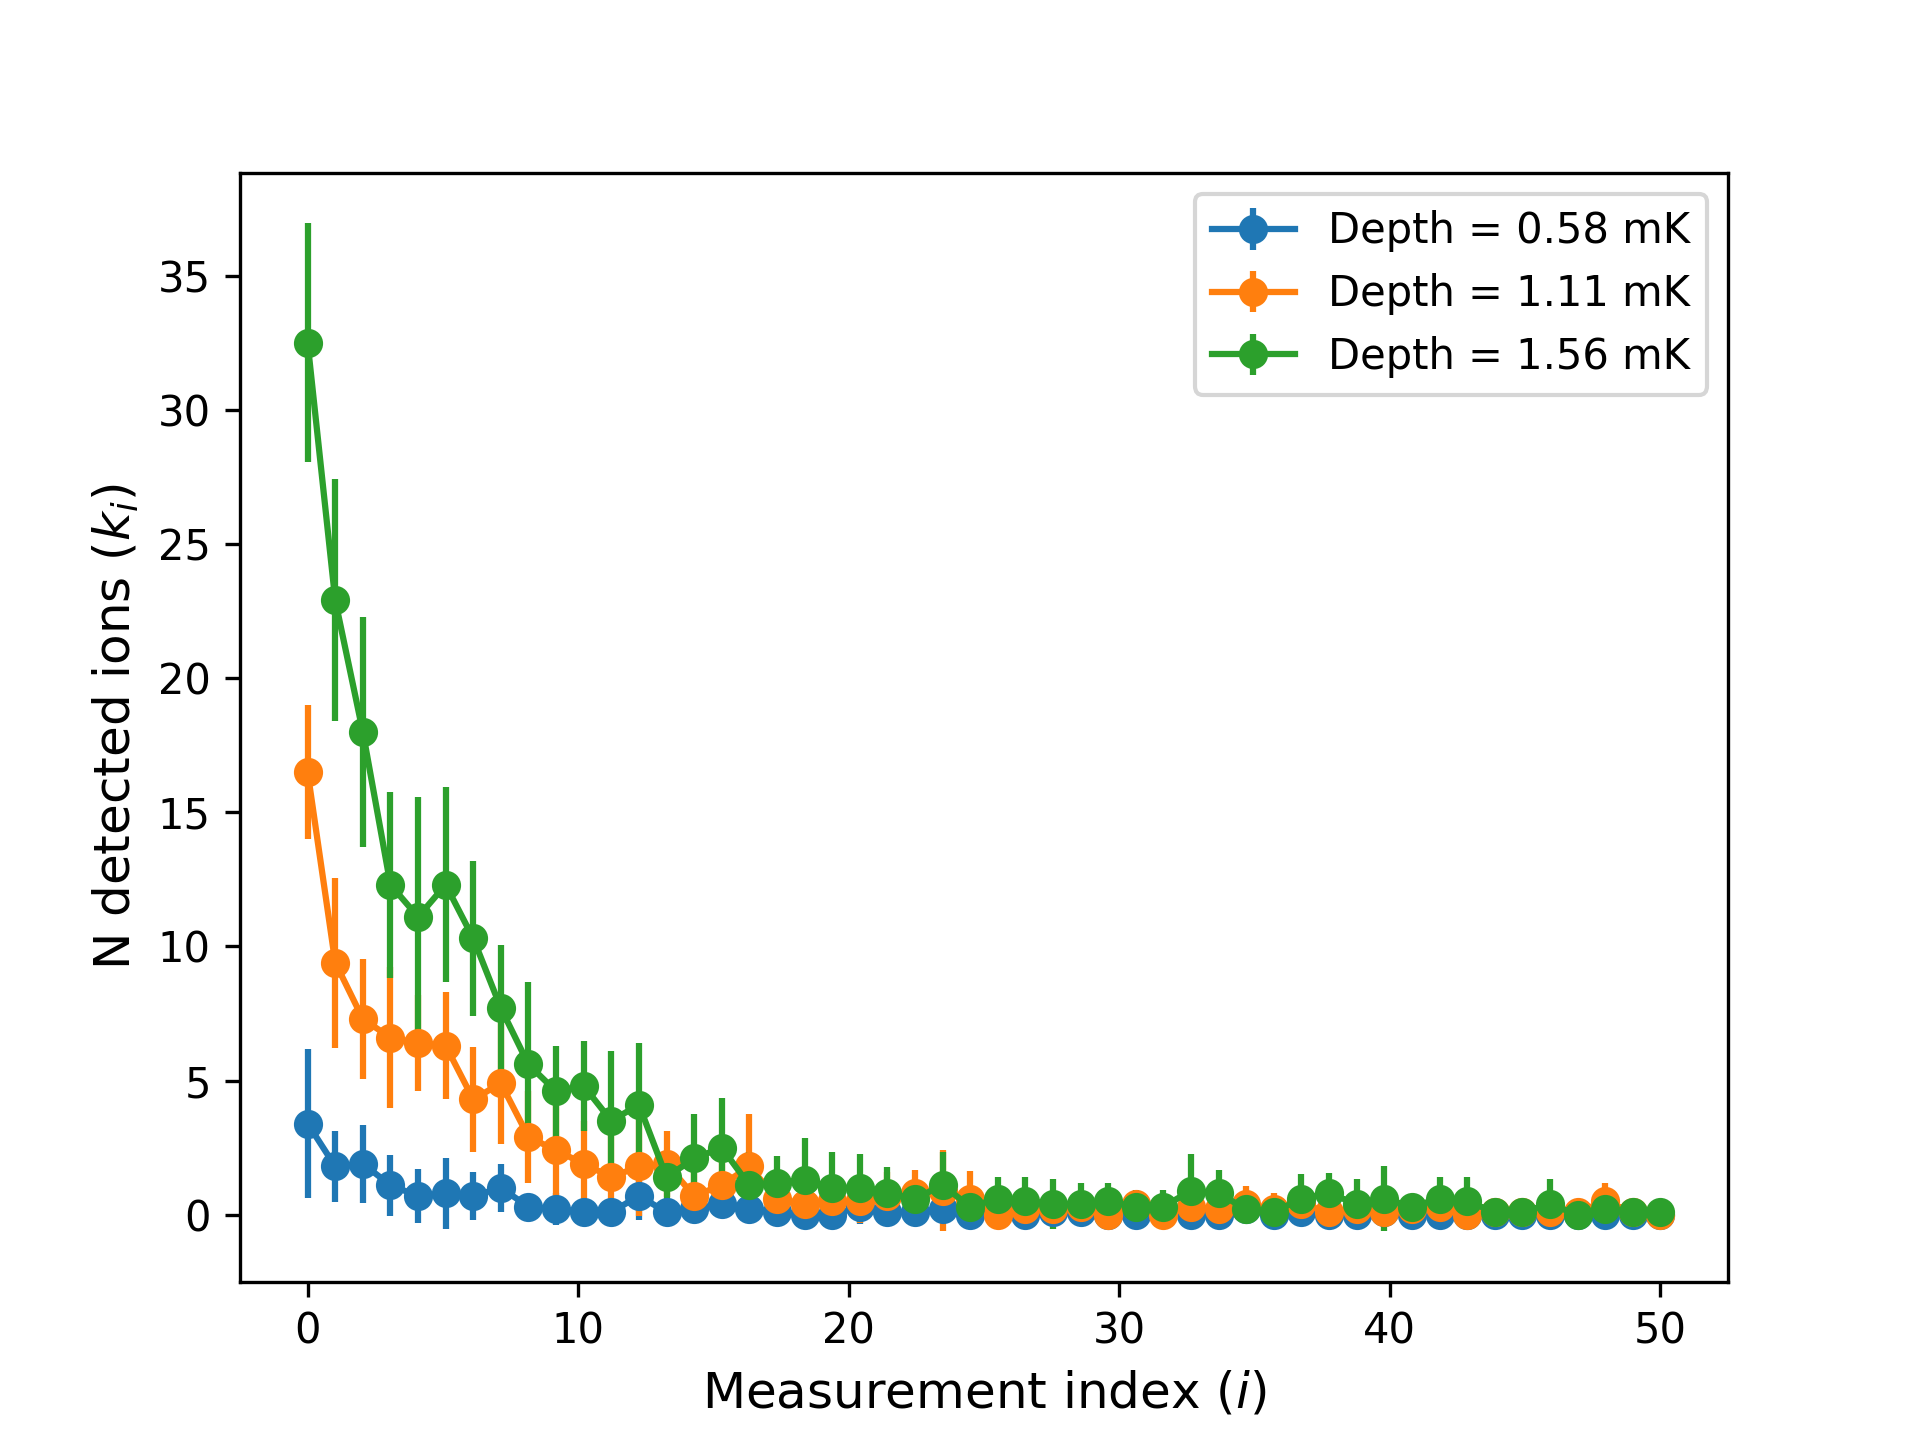 Depth = 0.58 mK
Depth = 1.11 mK
Depth = 1.56 mK
35
30
25
20
15
10
5
0
N detected ions (kᵢ)
0 10 20 30 40 50
Measurement index (i)